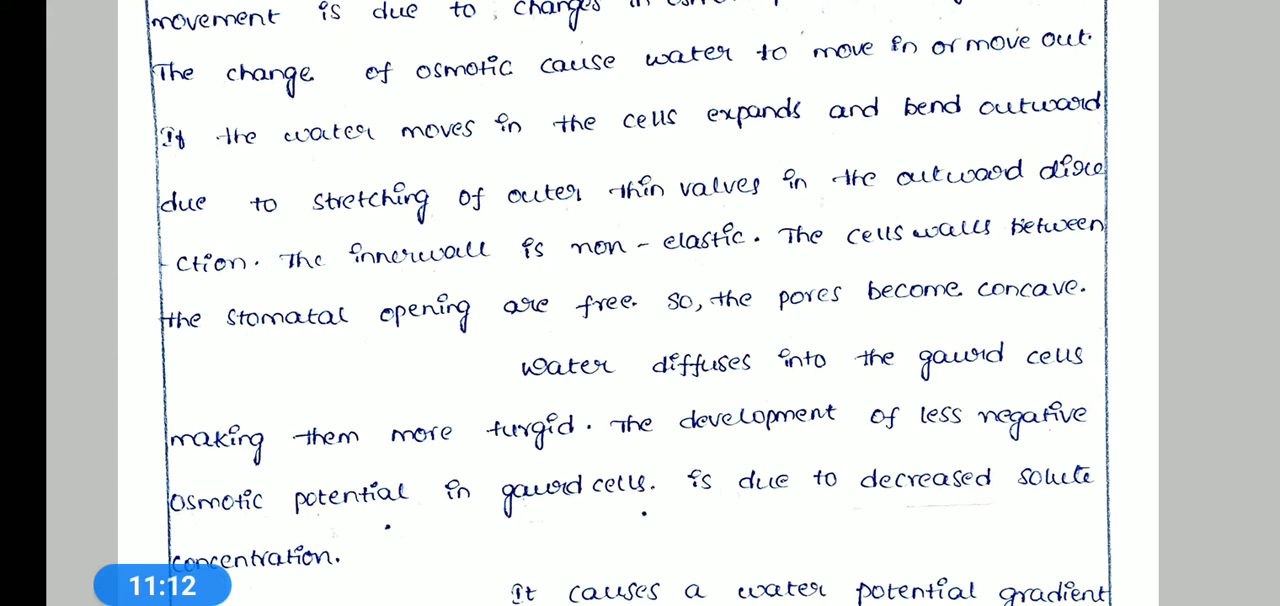 movement is due to changes in
The change of osmotic cause water to move in or move out.
If the water moves in the cells expands and bend outward
due to stretching of outer thin valves in the outward dire
ction. The innerwall is non - elastic. The cells walls between
the stomatal opening are free. so, the pores become concave.
water diffuses into the gaurd cells
making them more turgid. The development of less negative
osmotic potential in gaurd cells. is due to decreased solute
concentration.
11:12
It causes a water potential gradient